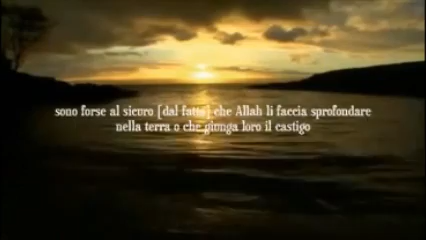 sono forse al sicuro [dal fatto] che Allah li faccia sprofondare
nella terra o che giunga loro il castigo